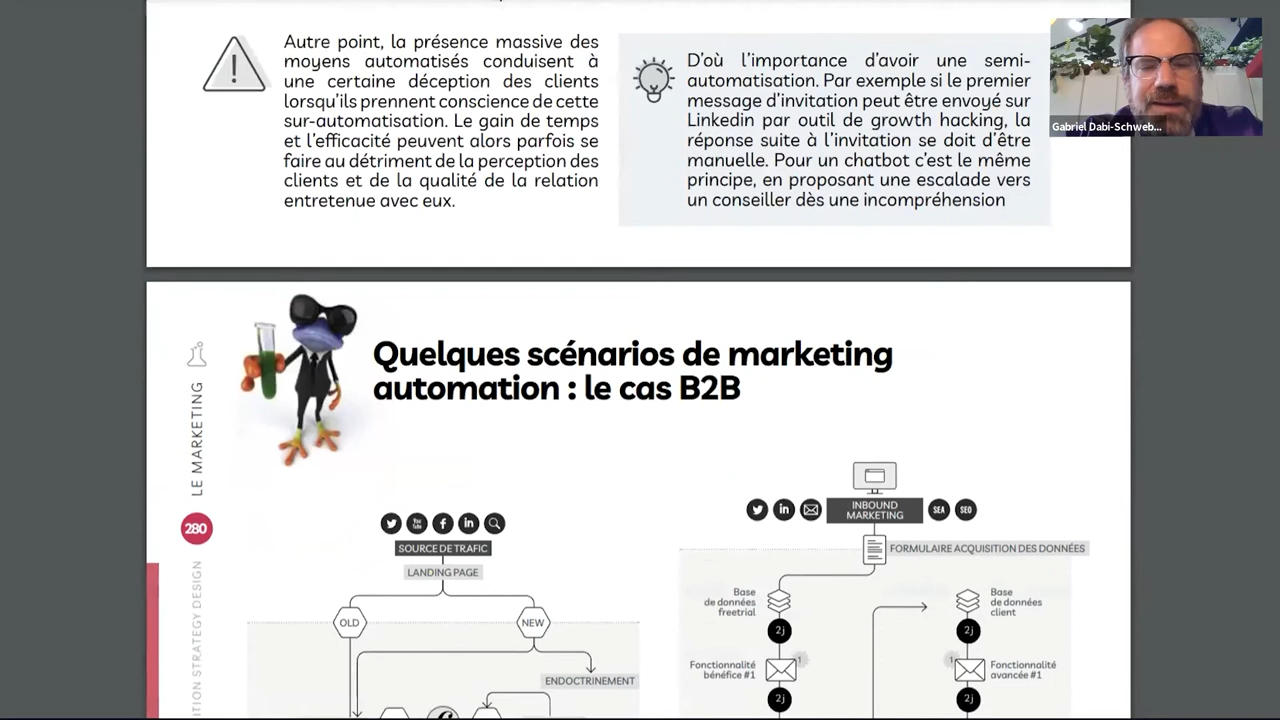 Autre point, la présence massive des
moyens automatisés conduisent à
une certaine déception des clients
lorsqu'ils prennent conscience de cette
sur-automatisation. Le gain de temps
et l'efficacité peuvent alors parfois se
faire au détriment de la perception des
clients et de la qualité de la relation
entretenue avec eux.
D'où l'importance d'avoir une semi-
automatisation. Par exemple si le premier
message d'invitation peut être envoyé sur
Linkedin par outil de growth hacking, la
réponse suite à l'invitation se doit d'être
manuelle. Pour un chatbot c'est le même
principe, en proposant une escalade vers
un conseiller dès une incompréhension
Gabriel Dabi-Schweb...
Quelques scénarios de marketing
automation : le cas B2B
LE MARKETING
280
ITION STRATEGY DESIGN
SOURCE DE TRAFIC
LANDING PAGE
OLD
NEW
ENDOCTRINEMENT
INBOUND
MARKETING
SEA
SEO
FORMULAIRE ACQUISITION DES DONNÉES
Base
de données
freetrial
2j
Fonctionnalité
bénéfice #1
1
2j
Base
de données
client
2j
1
Fonctionnalité
avancée #1
2j